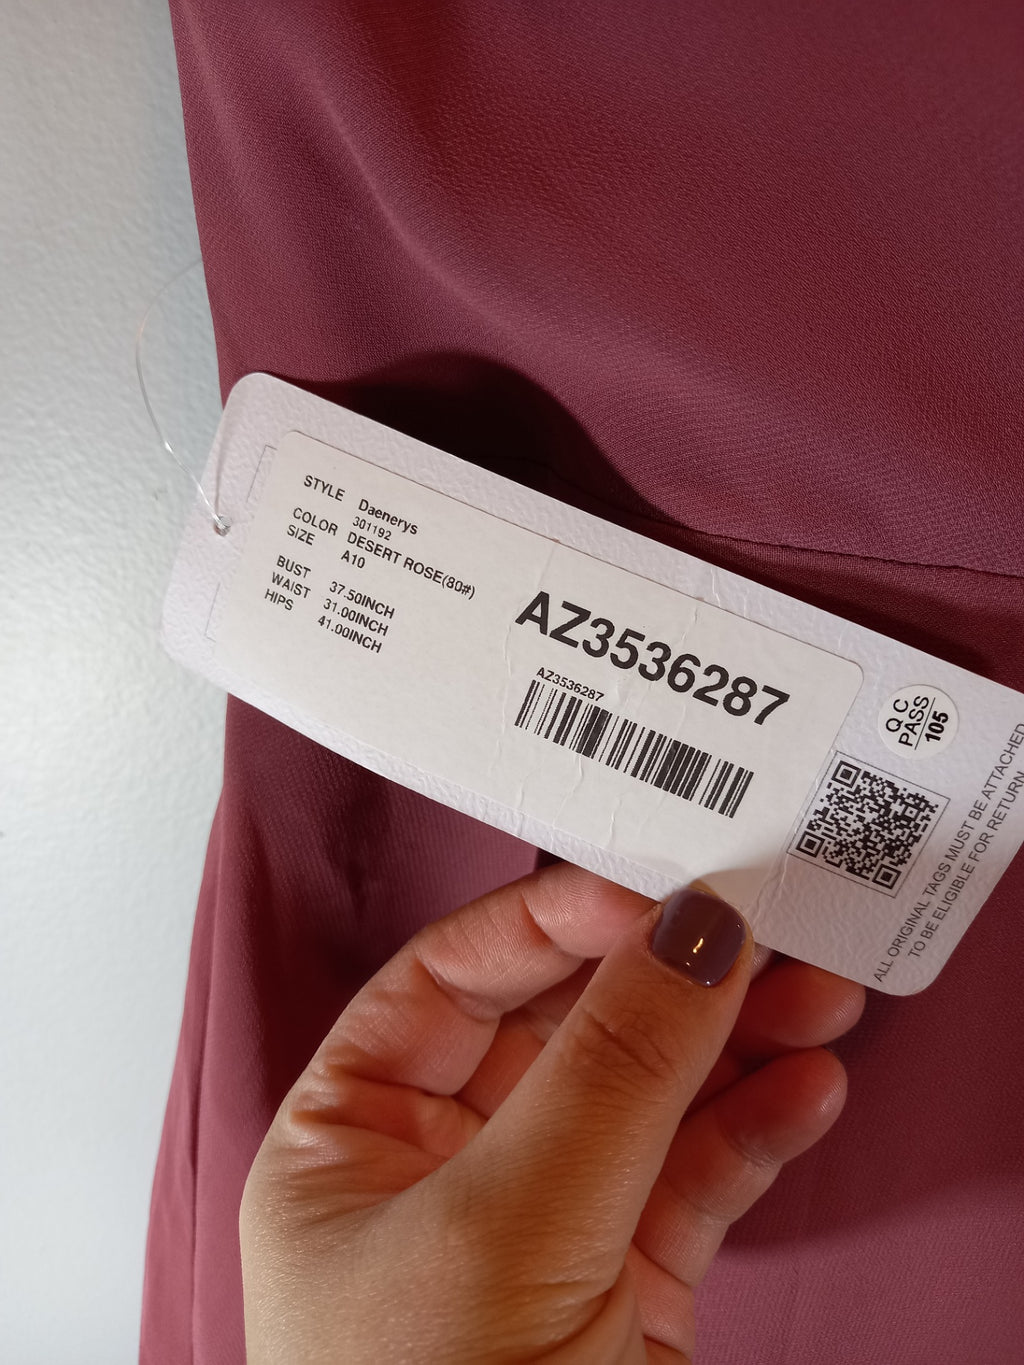 STYLE Daenerys
301192
COLOR DESERT ROSE(80#)
SIZE A10
BUST 37.50INCH
WAIST 31.00INCH
HIPS 41.00INCH
AZ3536287
AZ3536287
Q C
PASS
105
ALL ORIGINAL TAGS MUST BE ATTACHED
TO BE ELIGIBLE FOR RETURN